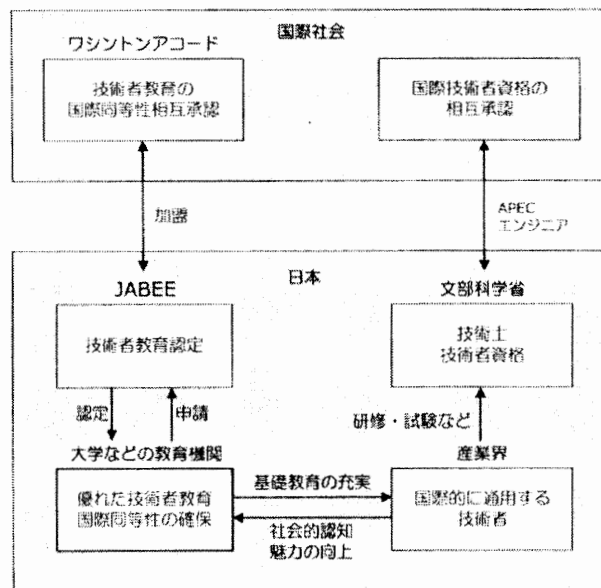 国際社会
ワシントンアコード
技術者教育の
国際同等性相互承認
国際技術者資格の
相互承認
加盟
APEC
エンジニア
日本
JABEE
技術者教育認定
文部科学省
技術士
技術者資格
認定
申請
研修・試験など
大学などの教育機関
優れた技術者教育
国際同等性の確保
基礎教育の充実
社会的認知
魅力の向上
産業界
国際的に通用する
技術者